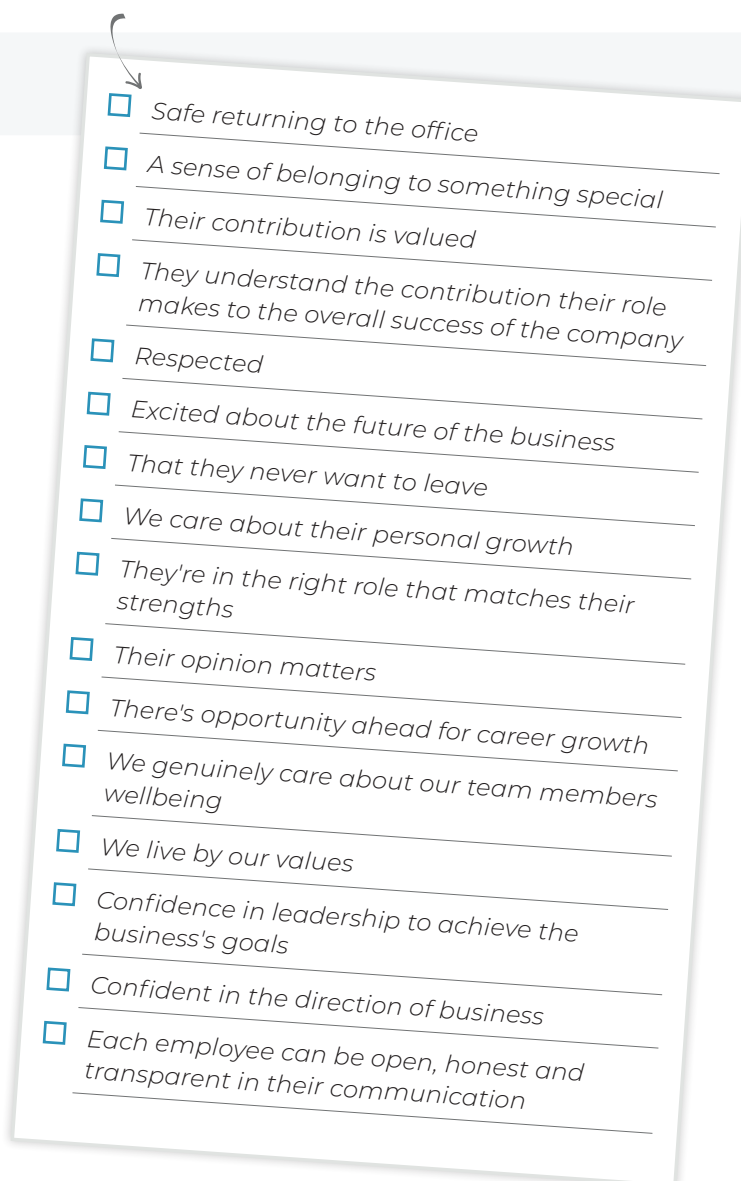 Safe returning to the office
A sense of belonging to something special
Their contribution is valued
They understand the contribution their role
makes to the overall success of the company
Respected
Excited about the future of the business
That they never want to leave
We care about their personal growth
They're in the right role that matches their
strengths
Their opinion matters
There's opportunity ahead for career growth
We genuinely care about our team members
wellbeing
We live by our values
Confidence in leadership to achieve the
business's goals
Confident in the direction of business
Each employee can be open, honest and
transparent in their communication